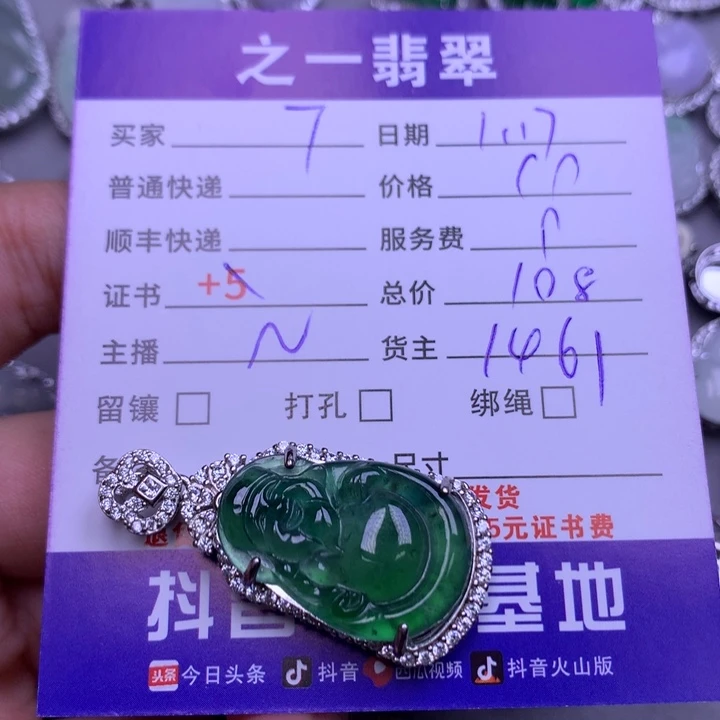 之一翡翠
买家 7 日期 1.17
普通快递 价格
顺丰快递 服务费
证书 +5 总价 108
主播 N 货主 1461
留镶 打孔 绑绳
尺寸
发货
5元证书费
抖音 基地
头条 今日头条 抖音 西瓜视频 抖音火山版